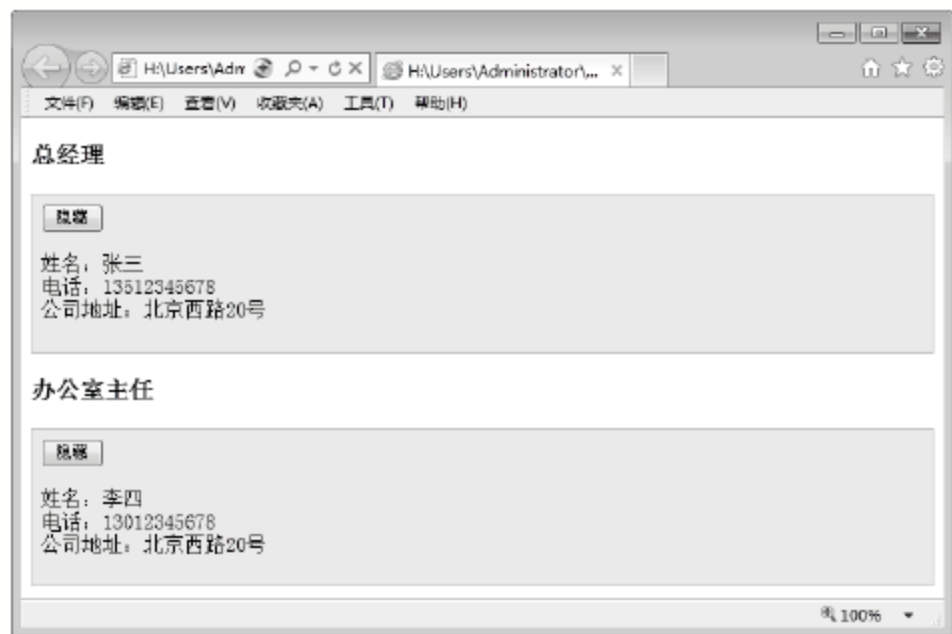 H:\Users\Adm
H:\Users\Administrator\...
文件(F) 编辑(E) 查看(V) 收藏夹(A) 工具(T) 帮助(H)
总经理
隐藏
姓名：张三
电话：13512345678
公司地址：北京西路20号
办公室主任
隐藏
姓名：李四
电话：13012345678
公司地址：北京西路20号
100%